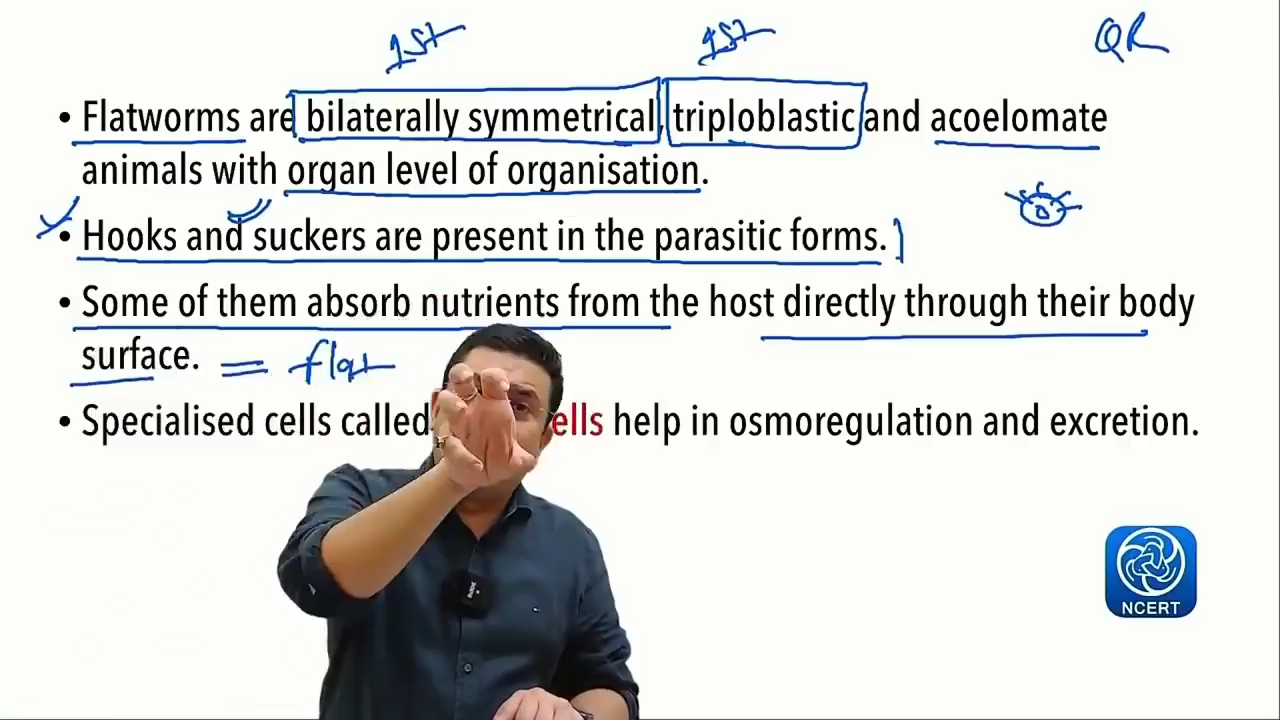 1st 1st QR
• Flatworms are bilaterally symmetrical, triploblastic and acoelomate
animals with organ level of organisation.
• Hooks and suckers are present in the parasitic forms.
• Some of them absorb nutrients from the host directly through their body
surface. = flat
• Specialised cells called ells help in osmoregulation and excretion.
NCERT